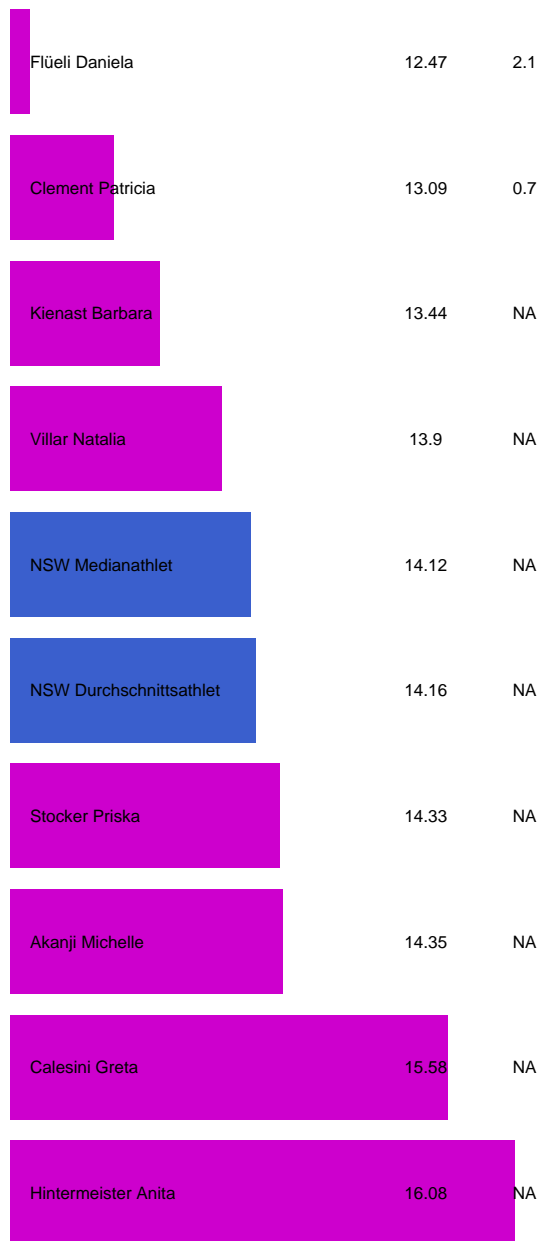 Flüeli Daniela 12.47 2.1
Clement Patricia 13.09 0.7
Kienast Barbara 13.44 NA
Villar Natalia 13.9 NA
NSW Medianathlet 14.12 NA
NSW Durchschnittsathlet 14.16 NA
Stocker Priska 14.33 NA
Akanji Michelle 14.35 NA
Calesini Greta 15.58 NA
Hintermeister Anita 16.08 NA